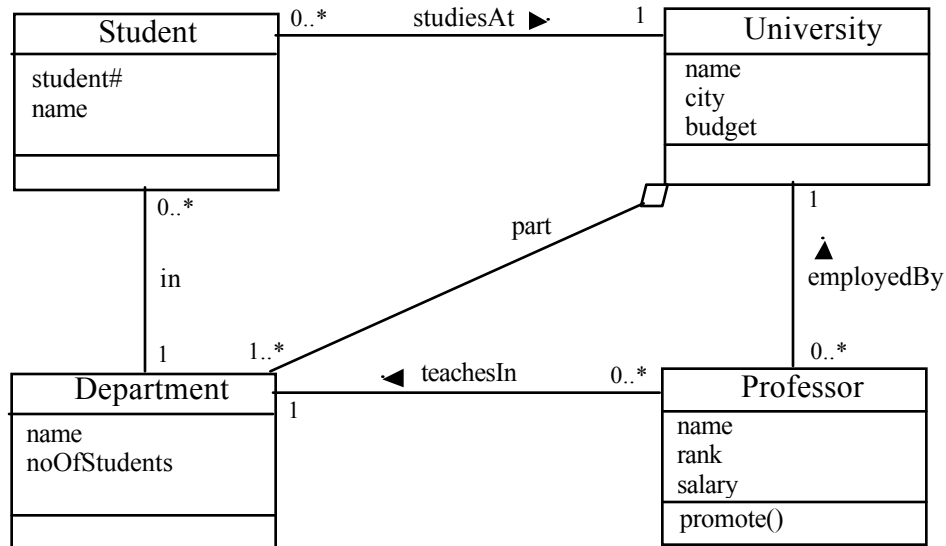 0..* studiesAt 1
Student
student#
name
University
name
city
budget
0..*
in
1
part
1..*
1
employedBy
0..*
teachesIn
0..*
1
Department
name
noOfStudents
Professor
name
rank
salary
promote()